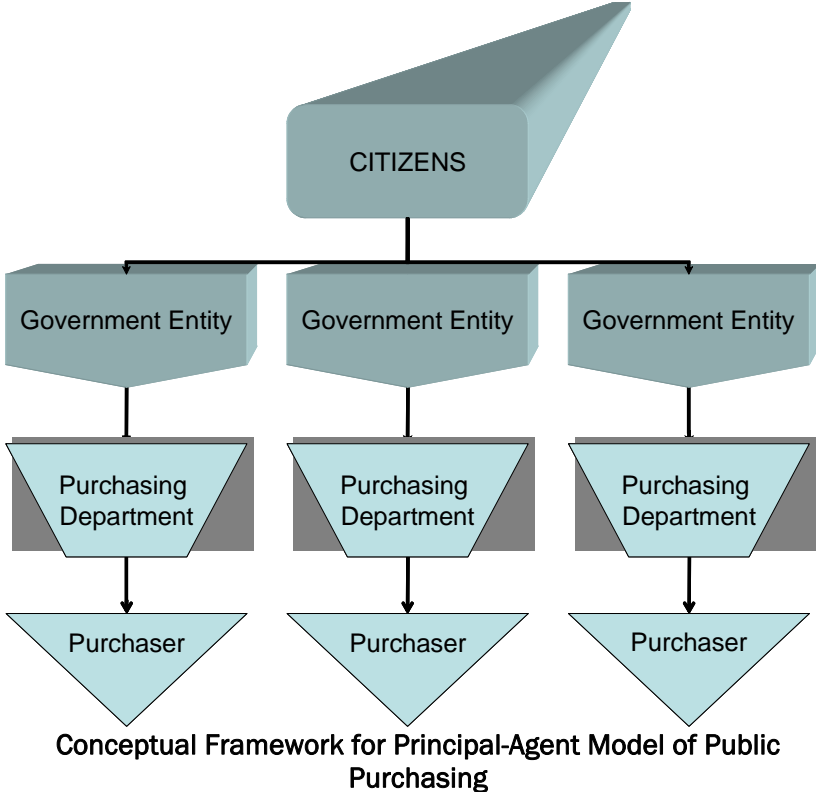 CITIZENS
Government Entity
Government Entity
Government Entity
Purchasing
Department
Purchasing
Department
Purchasing
Department
Purchaser
Purchaser
Purchaser
Conceptual Framework for Principal-Agent Model of Public
Purchasing